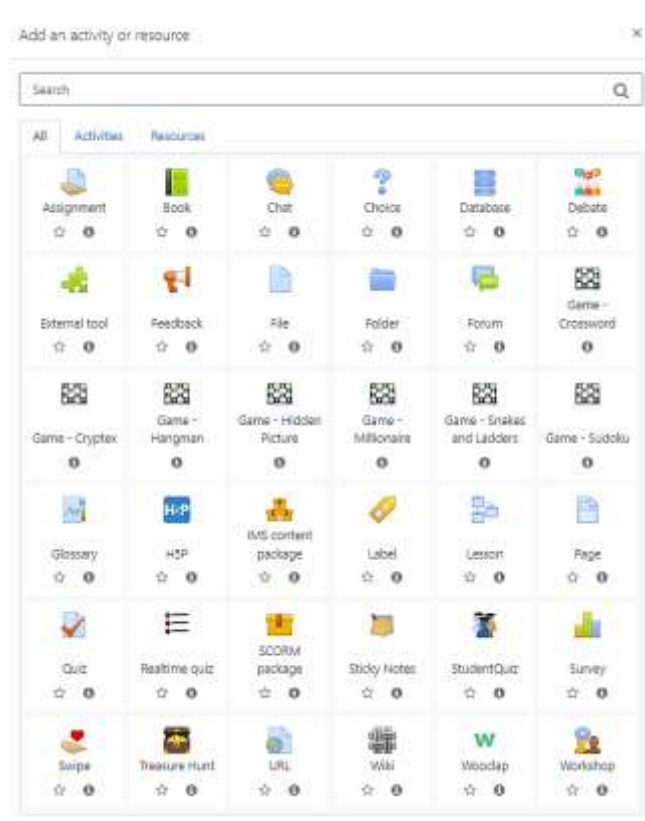 Add an activity or resource
×
Search
All Activities Resources
Assignment Book Chat Choice Database Debate
External tool Feedback File Folder Forum Game - Crossword
Game - Cryptex Game - Hangman Game - Hidden Picture Game - Millionaire Game - Snakes and Ladders Game - Sudoku
Glossary H5P H5P IMS content package Label Lesson Page
Quiz Realtime quiz SCORM package Sticky Notes StudentQuiz Survey
Swipe Treasure Hunt URL Wiki W Wooclap Workshop